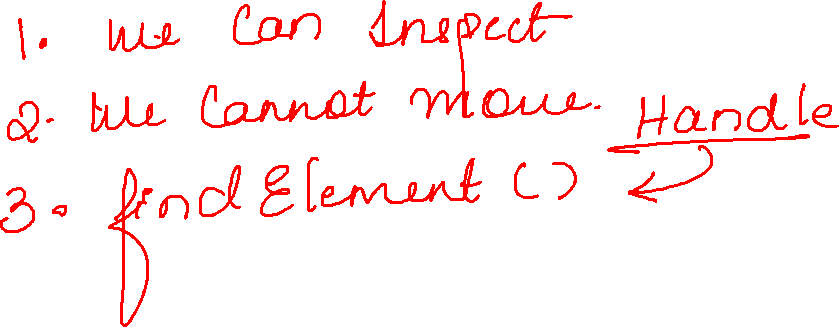 1. We Can Inspect
2. We Cannot move.
Handle
3. findElement ()